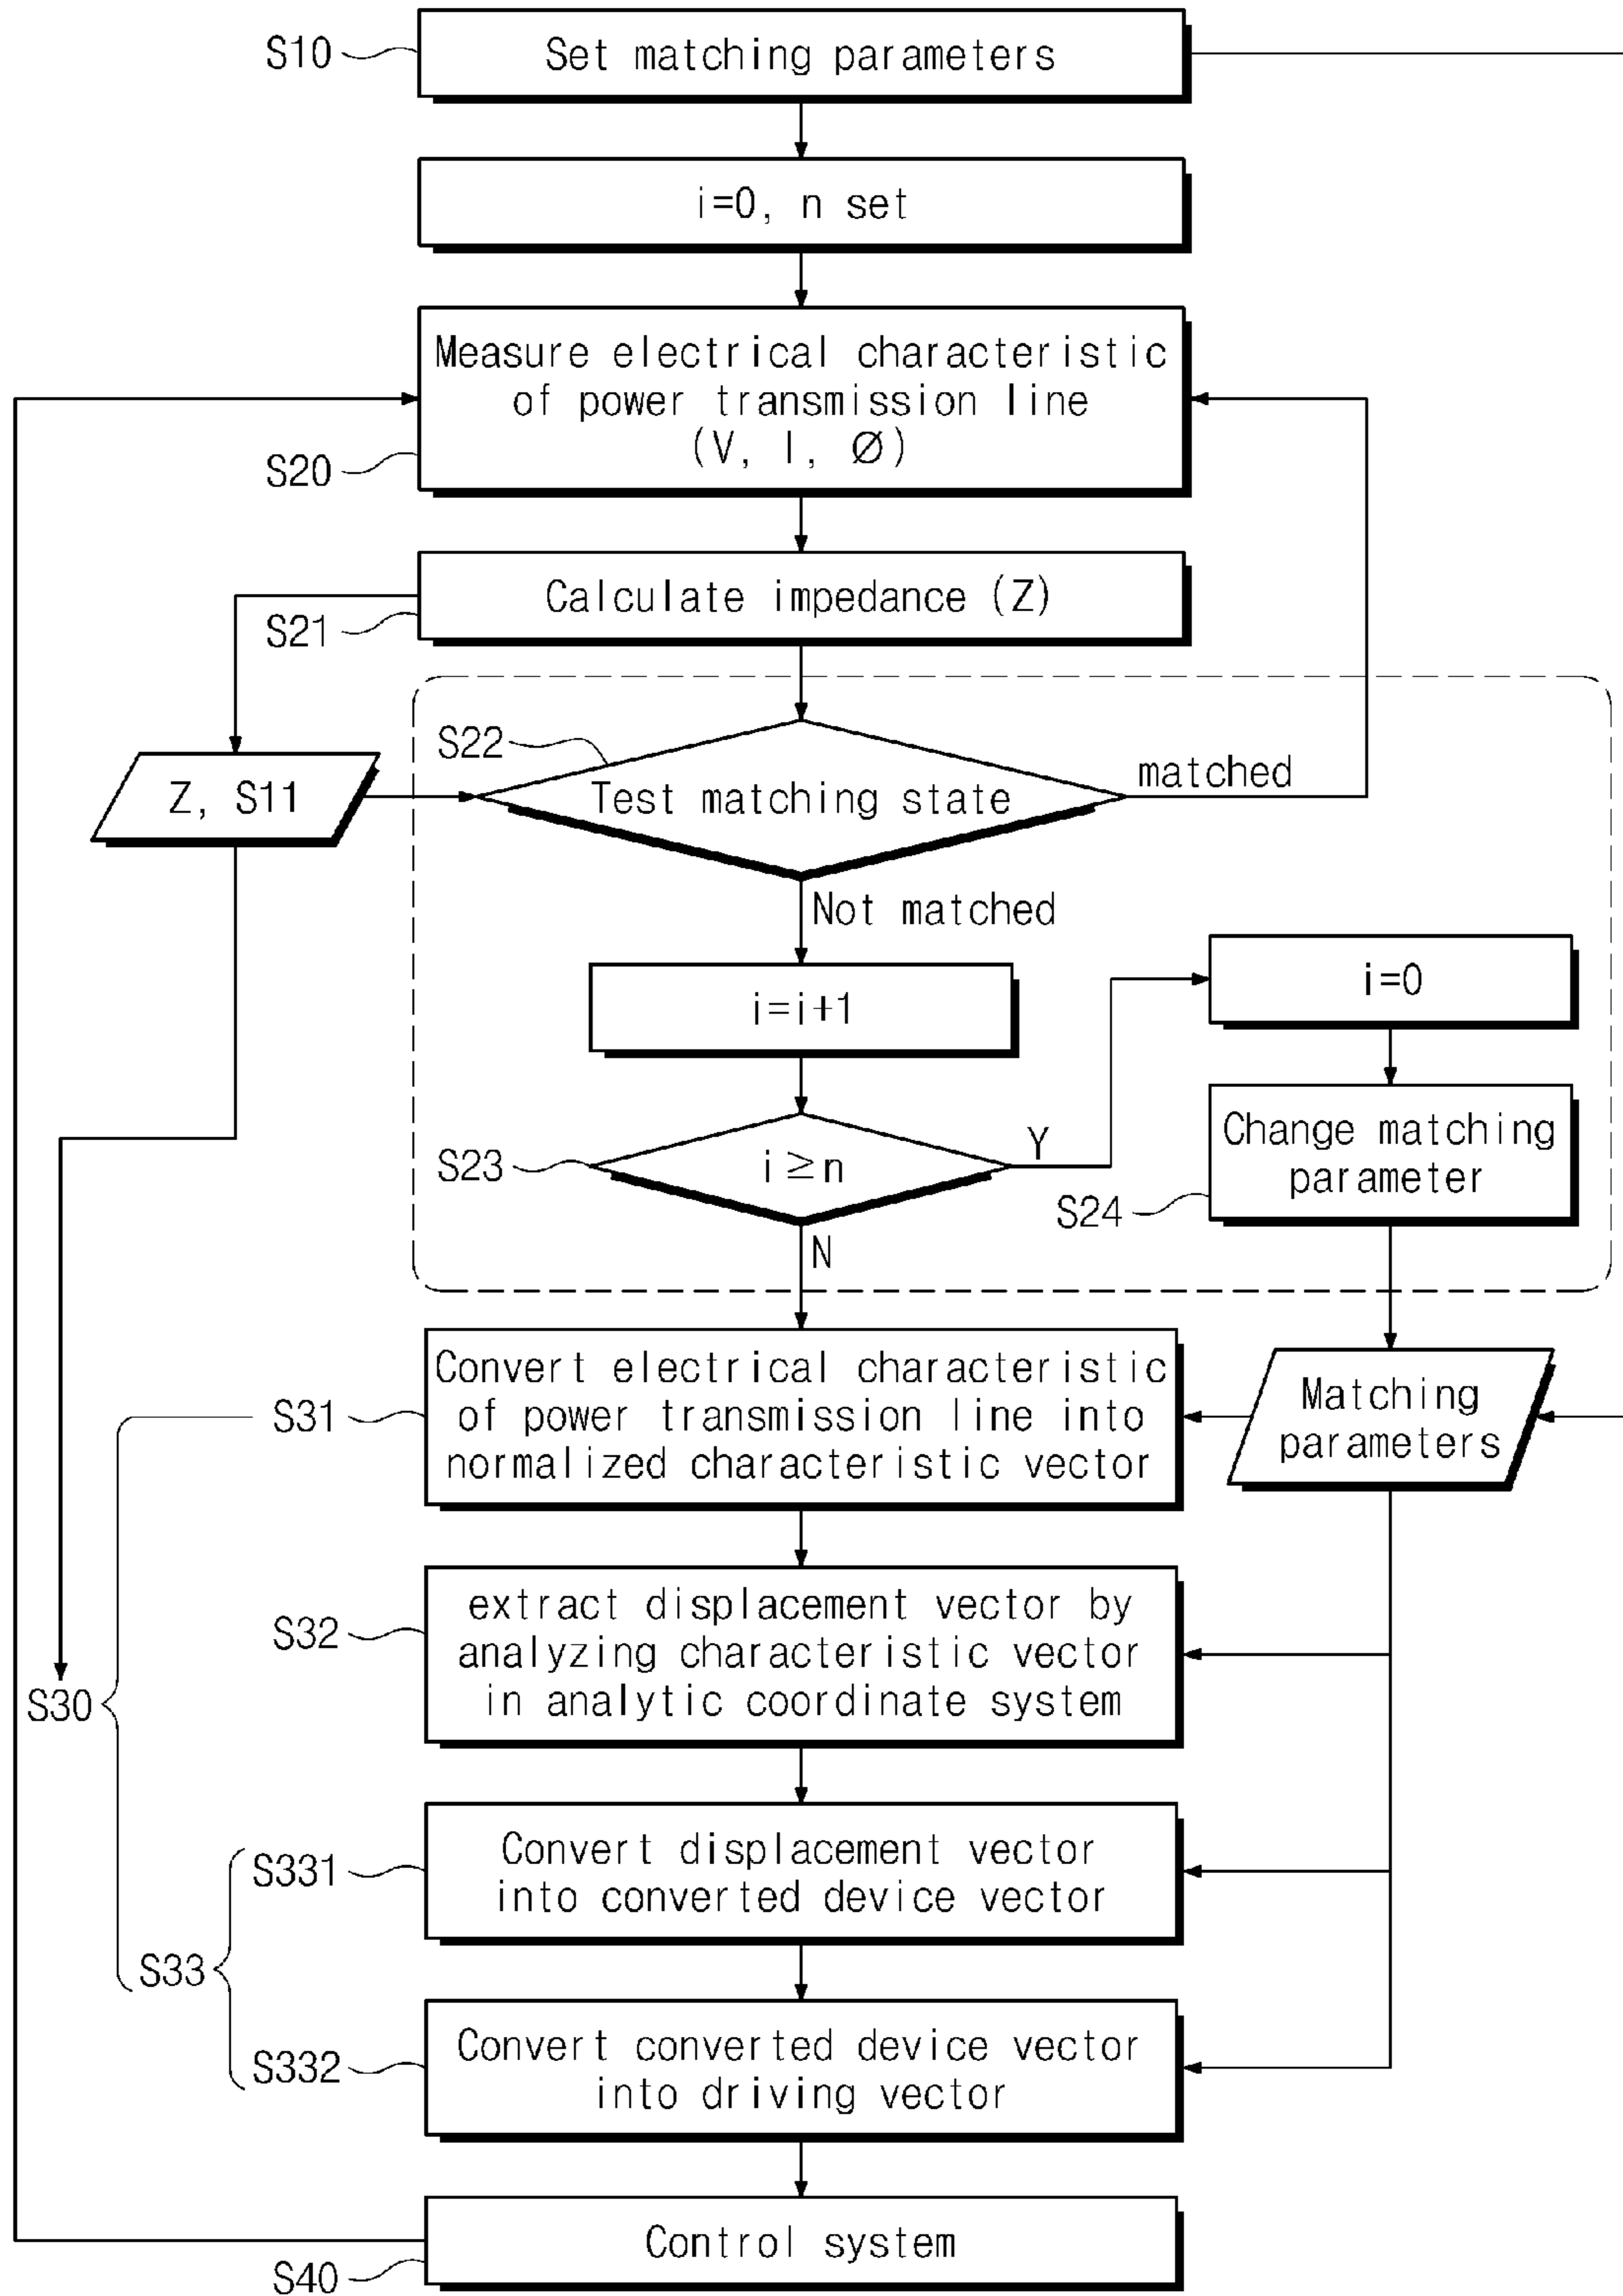 S10
Set matching parameters
i=0, n set
Measure electrical characteristic
of power transmission line
(V, I, Ø)
S20
Calculate impedance (Z)
S21
S22
Z, S11
Test matching state
matched
Not matched
i=i+1
i=0
S23
i≥n
Y
Change matching
parameter
S24
N
S31
Convert electrical characteristic
of power transmission line into
normalized characteristic vector
Matching
parameters
S32
extract displacement vector by
analyzing characteristic vector
in analytic coordinate system
S30
S331
Convert displacement vector
into converted device vector
S33
S332
Convert converted device vector
into driving vector
Control system
S40